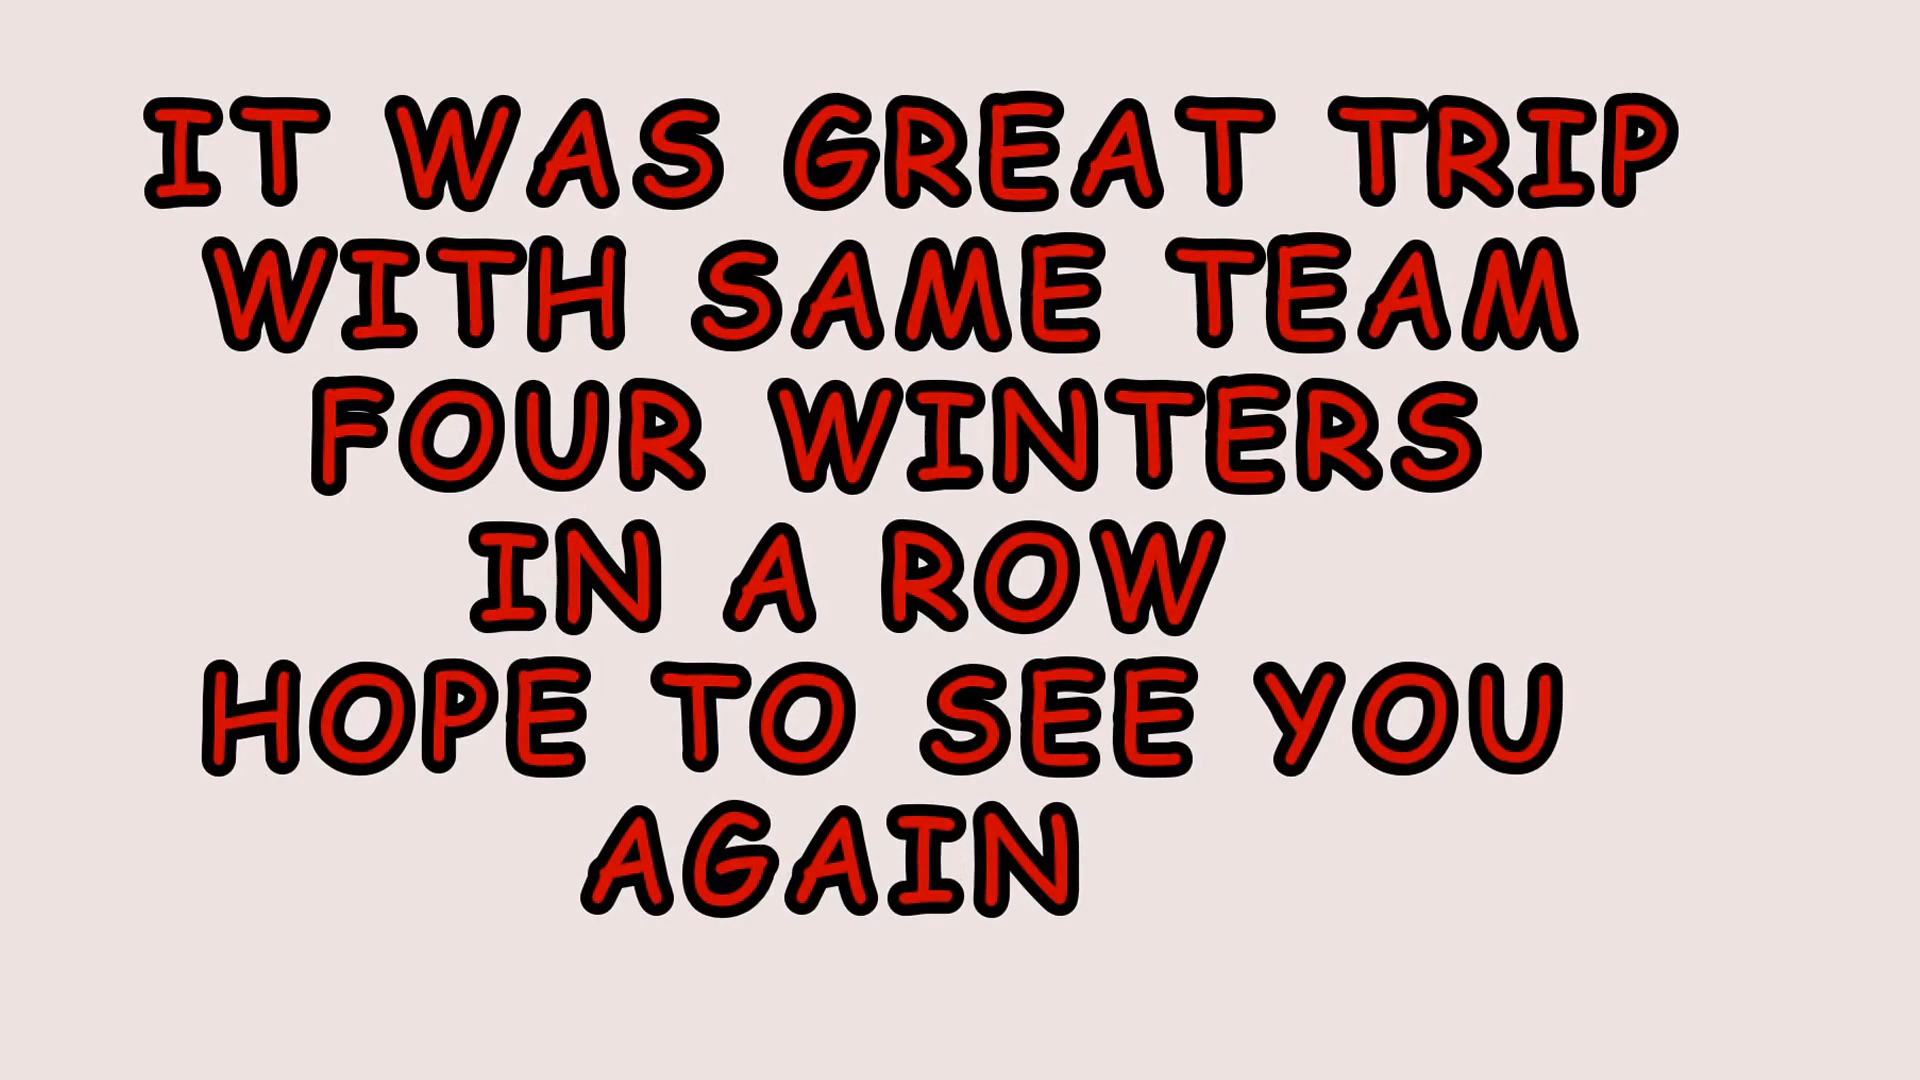 IT WAS GREAT TRIP
WITH SAME TEAM
FOUR WINTERS
IN A ROW
HOPE TO SEE YOU
AGAIN